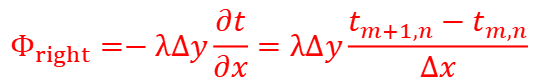 Φ_right = − λΔy ∂t/∂x = λΔy (t_{m+1,n} − t_{m,n})/Δx